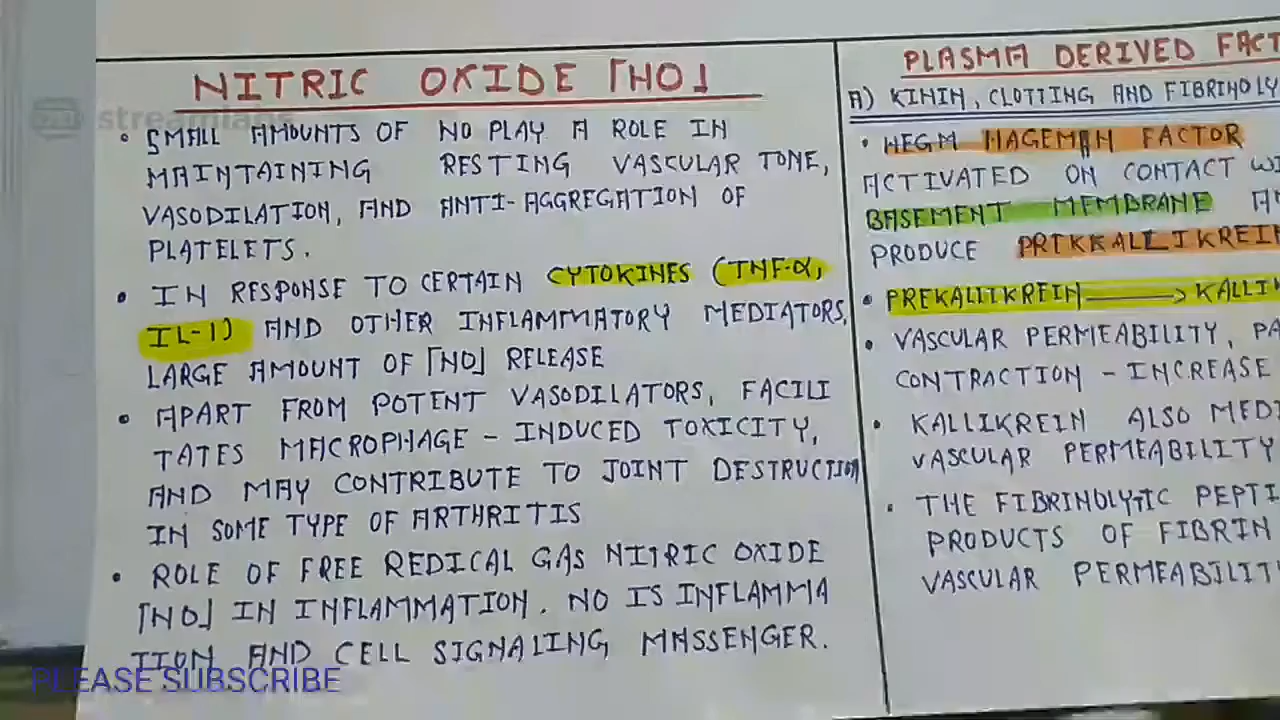 NITRIC OXIDE [NO]
• SMALL AMOUNTS OF NO PLAY A ROLE IN
MAINTAINING RESTING VASCULAR TONE,
VASODILATION, AND ANTI-AGGREGATION OF
PLATELETS.
• IN RESPONSE TO CERTAIN CYTOKINES (TNF-α,
IL-1) AND OTHER INFLAMMATORY MEDIATORS,
LARGE AMOUNT OF [NO] RELEASE
• APART FROM POTENT VASODILATORS, FACILI
TATES MACROPHAGE - INDUCED TOXICITY,
AND MAY CONTRIBUTE TO JOINT DESTRUCTION
IN SOME TYPE OF ARTHRITIS
• ROLE OF FREE REDICAL GAS NITRIC OXIDE
[NO] IN INFLAMMATION. NO IS INFLAMMA
TION AND CELL SIGNALING MASSENGER.
PLASMA DERIVED FACT
A) KININ, CLOTTING AND FIBRINOLY
• HEGM HAGEMAN FACTOR
ACTIVATED ON CONTACT WI
BASEMENT MEMBRANE A
PRODUCE PRIKKALLIKREIN
• PREKALLIKREIN → KALLIK
• VASCULAR PERMEABILITY, PA
CONTRACTION - INCREASE
• KALLIKREIN ALSO MEDI
VASCULAR PERMEABILITY
• THE FIBRINOLYTIC PEPTI
PRODUCTS OF FIBRIN
VASCULAR PERMEABILIT
streamlabs
PLEASE SUBSCRIBE